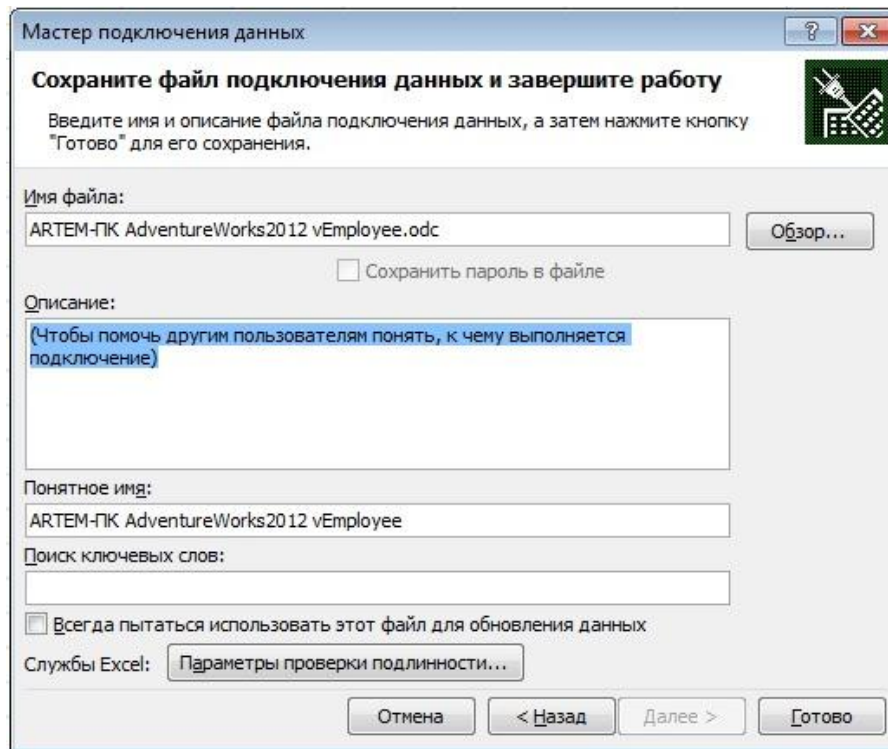 Мастер подключения данных
Сохраните файл подключения данных и завершите работу
Введите имя и описание файла подключения данных, а затем нажмите кнопку
"Готово" для его сохранения.
Имя файла:
ARTEM-ПК AdventureWorks2012 vEmployee.odc
Обзор...
Сохранить пароль в файле
Описание:
(Чтобы помочь другим пользователям понять, к чему выполняется
подключение)
Понятное имя:
ARTEM-ПК AdventureWorks2012 vEmployee
Поиск ключевых слов:
Всегда пытаться использовать этот файл для обновления данных
Службы Excel:
Параметры проверки подлинности...
Отмена
< Назад
Далее >
Готово